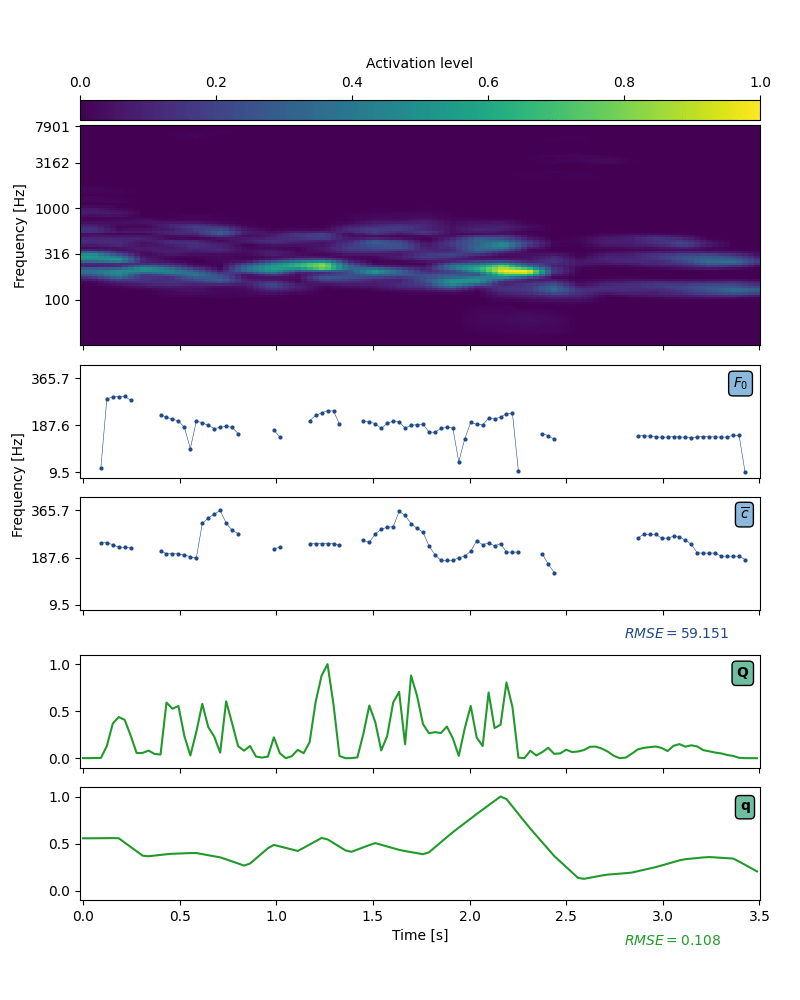 Activation level
0.0 0.2 0.4 0.6 0.8 1.0
7901
3162
1000
316
100
Frequency [Hz]
365.7
187.6
9.5
F₀
365.7
187.6
9.5
c̅
Frequency [Hz]
RMSE = 59.151
1.0
0.5
0.0
Q
1.0
0.5
0.0
q
0.0 0.5 1.0 1.5 2.0 2.5 3.0 3.5
Time [s]
RMSE = 0.108